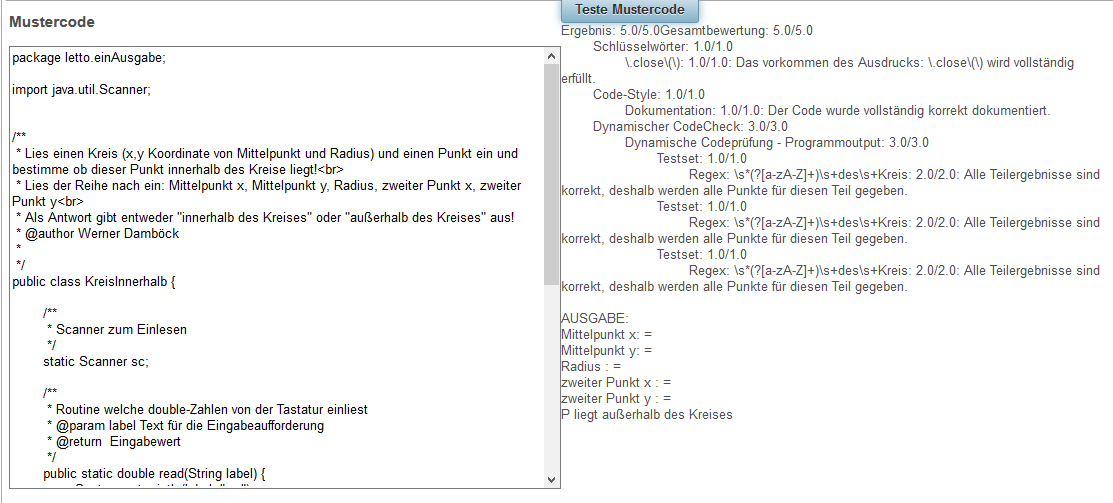 Mustercode
package letto.einAusgabe;
import java.util.Scanner;
/**
* Lies einen Kreis (x,y Koordinate von Mittelpunkt und Radius) und einen Punkt ein und
bestimme ob dieser Punkt innerhalb des Kreise liegt!<br>
* Lies der Reihe nach ein: Mittelpunkt x, Mittelpunkt y, Radius, zweiter Punkt x, zweiter
Punkt y<br>
* Als Antwort gibt entweder "innerhalb des Kreises" oder "außerhalb des Kreises" aus!
* @author Werner Damböck
*
*/
public class KreisInnerhalb {
/**
* Scanner zum Einlesen
*/
static Scanner sc;
/**
* Routine welche double-Zahlen von der Tastatur einliest
* @param label Text für die Eingabeaufforderung
* @return  Eingabewert
*/
public static double read(String label) {
Teste Mustercode
Ergebnis: 5.0/5.0Gesamtbewertung: 5.0/5.0
Schlüsselwörter: 1.0/1.0
\.close\(\): 1.0/1.0: Das vorkommen des Ausdrucks: \.close\(\) wird vollständig
erfüllt.
Code-Style: 1.0/1.0
Dokumentation: 1.0/1.0: Der Code wurde vollständig korrekt dokumentiert.
Dynamischer CodeCheck: 3.0/3.0
Dynamische Codeprüfung - Programmoutput: 3.0/3.0
Testset: 1.0/1.0
Regex: \s*(?[a-zA-Z]+)\s+des\s+Kreis: 2.0/2.0: Alle Teilergebnisse sind
korrekt, deshalb werden alle Punkte für diesen Teil gegeben.
Testset: 1.0/1.0
Regex: \s*(?[a-zA-Z]+)\s+des\s+Kreis: 2.0/2.0: Alle Teilergebnisse sind
korrekt, deshalb werden alle Punkte für diesen Teil gegeben.
Testset: 1.0/1.0
Regex: \s*(?[a-zA-Z]+)\s+des\s+Kreis: 2.0/2.0: Alle Teilergebnisse sind
korrekt, deshalb werden alle Punkte für diesen Teil gegeben.
AUSGABE:
Mittelpunkt x: =
Mittelpunkt y: =
Radius : =
zweiter Punkt x : =
zweiter Punkt y : =
P liegt außerhalb des Kreises